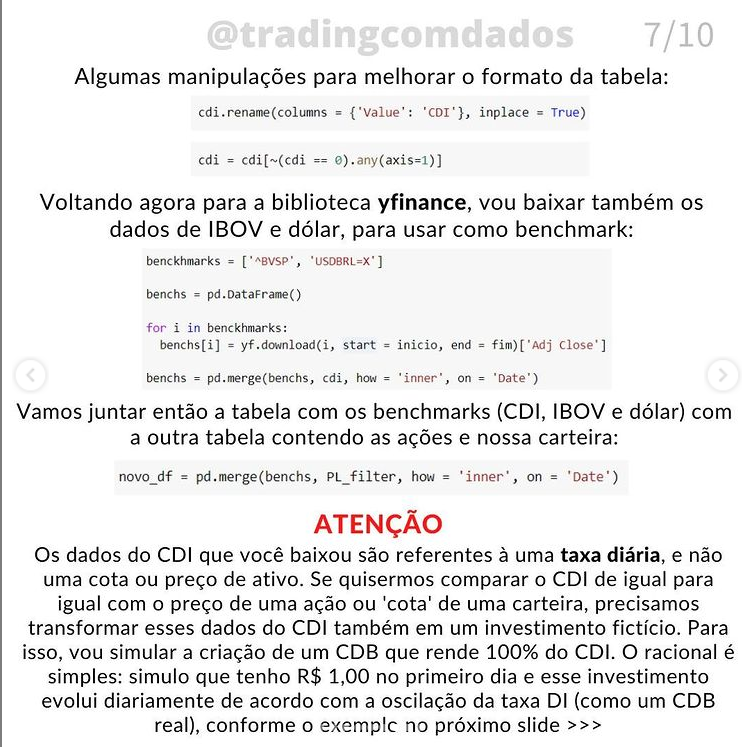 @tradingcomdados
7/10
Algumas manipulações para melhorar o formato da tabela:
cdi.rename(columns = {'Value': 'CDI'}, inplace = True)
cdi = cdi[~(cdi == 0).any(axis=1)]
Voltando agora para a biblioteca yfinance, vou baixar também os
dados de IBOV e dólar, para usar como benchmark:
benckhmarks = ['^BVSP', 'USDBRL=X']
benchs = pd.DataFrame()
for i in benckhmarks:
benchs[i] = yf.download(i, start = inicio, end = fim)['Adj Close']
benchs = pd.merge(benchs, cdi, how = 'inner', on = 'Date')
Vamos juntar então a tabela com os benchmarks (CDI, IBOV e dólar) com
a outra tabela contendo as ações e nossa carteira:
novo_df = pd.merge(benchs, PL_filter, how = 'inner', on = 'Date')
ATENÇÃO
Os dados do CDI que você baixou são referentes à uma taxa diária, e não
uma cota ou preço de ativo. Se quisermos comparar o CDI de igual para
igual com o preço de uma ação ou 'cota' de uma carteira, precisamos
transformar esses dados do CDI também em um investimento fictício. Para
isso, vou simular a criação de um CDB que rende 100% do CDI. O racional é
simples: simulo que tenho R$ 1,00 no primeiro dia e esse investimento
evolui diariamente de acordo com a oscilação da taxa DI (como um CDB
real), conforme o exemplo no próximo slide >>>